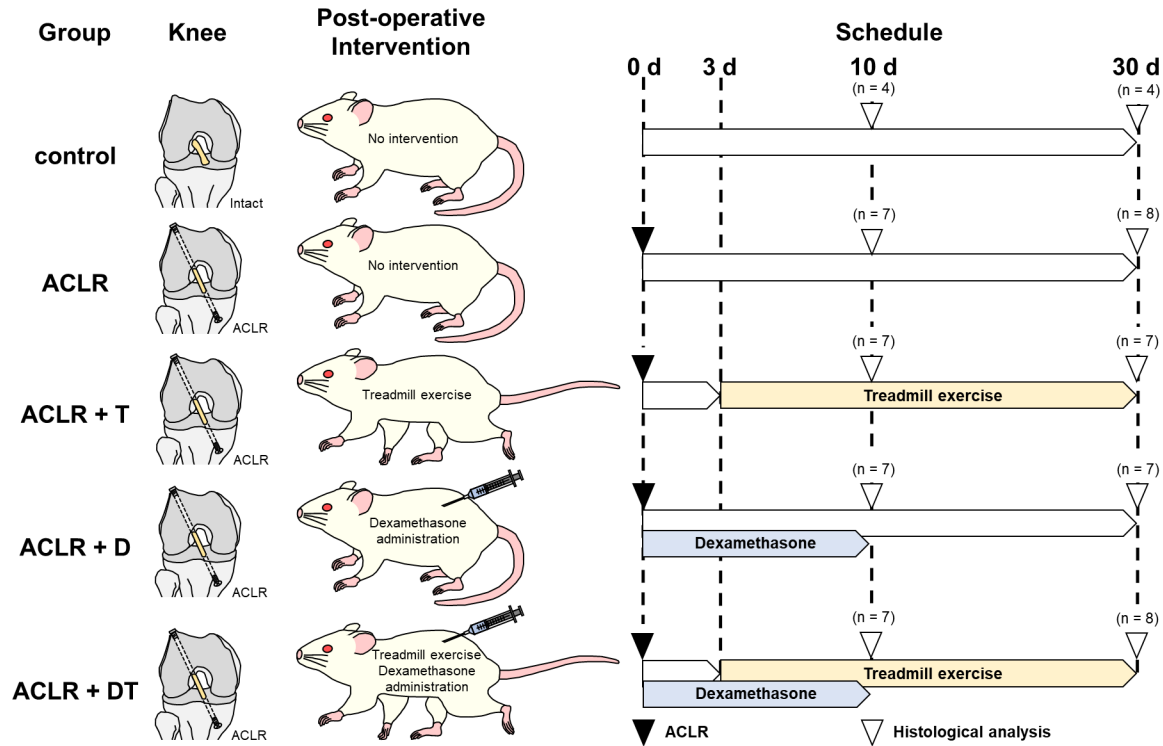 Group
Knee
Post-operative
Intervention
Schedule
0 d
3 d
10 d
30 d
control
Intact
No intervention
(n = 4)
(n = 4)
ACLR
ACLR
No intervention
(n = 7)
(n = 8)
ACLR + T
ACLR
Treadmill exercise
(n = 7)
(n = 7)
Treadmill exercise
ACLR + D
ACLR
Dexamethasone
administration
(n = 7)
(n = 7)
Dexamethasone
ACLR + DT
ACLR
Treadmill exercise
Dexamethasone
administration
(n = 7)
(n = 8)
Treadmill exercise
Dexamethasone
ACLR
Histological analysis